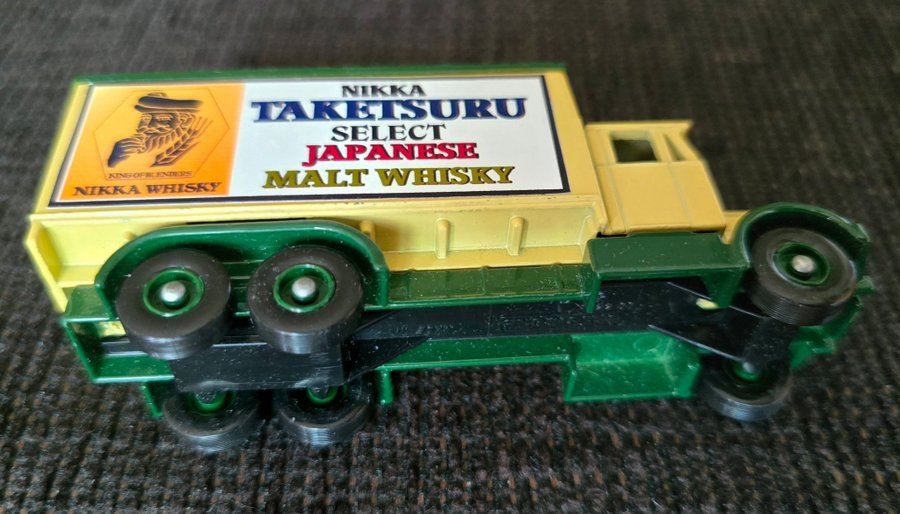 KING OF BLENDERS
NIKKA WHISKY
NIKKA
TAKETSURU
SELECT
JAPANESE
MALT WHISKY